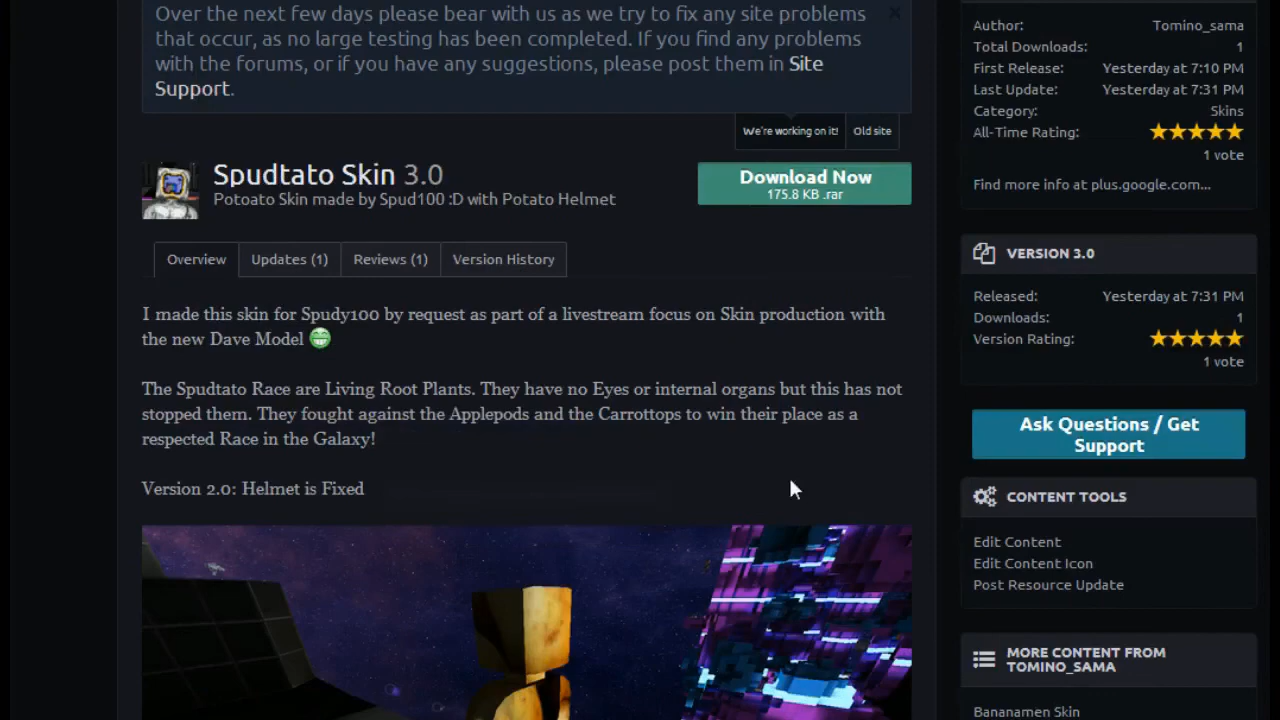 Over the next few days please bear with us as we try to fix any site problems
that occur, as no large testing has been completed. If you find any problems
with the forums, or if you have any suggestions, please post them in Site
Support.
We're working on it!
Old site
Spudtato Skin 3.0
Potoato Skin made by Spud100 :D with Potato Helmet
Download Now
175.8 KB .rar
Overview
Updates (1)
Reviews (1)
Version History
I made this skin for Spudy100 by request as part of a livestream focus on Skin production with
the new Dave Model
The Spudtato Race are Living Root Plants. They have no Eyes or internal organs but this has not
stopped them. They fought against the Applepods and the Carrottops to win their place as a
respected Race in the Galaxy!
Version 2.0: Helmet is Fixed
Author: Tomino_sama
Total Downloads: 1
First Release: Yesterday at 7:10 PM
Last Update: Yesterday at 7:31 PM
Category: Skins
All-Time Rating:
1 vote
Find more info at plus.google.com...
VERSION 3.0
Released: Yesterday at 7:31 PM
Downloads: 1
Version Rating:
1 vote
Ask Questions / Get
Support
CONTENT TOOLS
Edit Content
Edit Content Icon
Post Resource Update
MORE CONTENT FROM
TOMINO_SAMA
Bananamen Skin